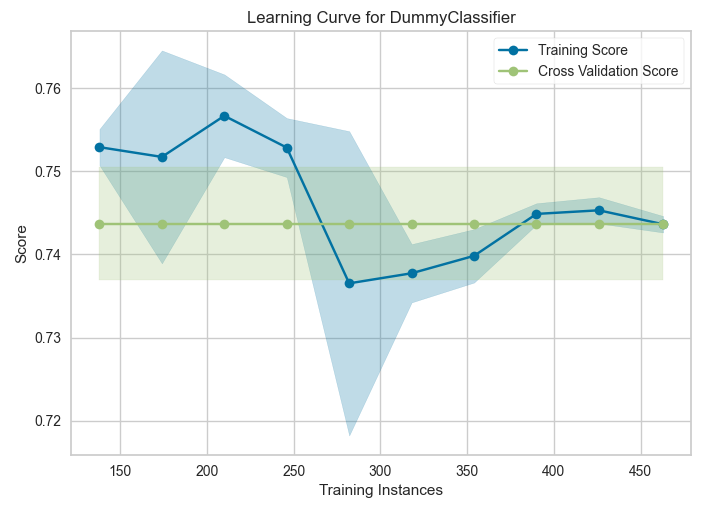 Learning Curve for DummyClassifier
Training Score
Cross Validation Score
0.76
0.75
0.74
0.73
0.72
Score
150
200
250
300
350
400
450
Training Instances